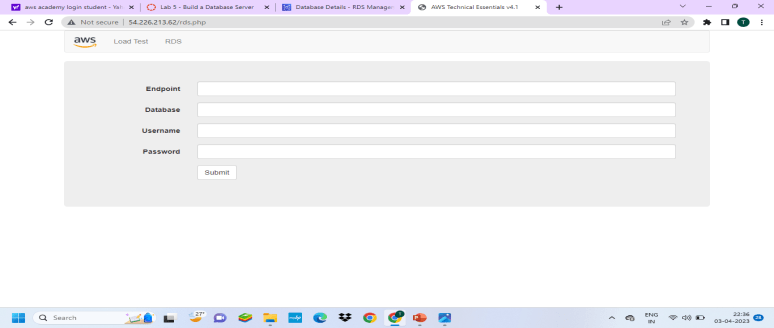 aws academy login student - Yah
Lab 5 - Build a Database Server
Database Details - RDS Manage
AWS Technical Essentials v4.1
Not secure | 54.226.213.62/rds.php
aws Load Test RDS
Endpoint
Database
Username
Password
Submit
Search
27°
ENG
IN
22:36
03-04-2023